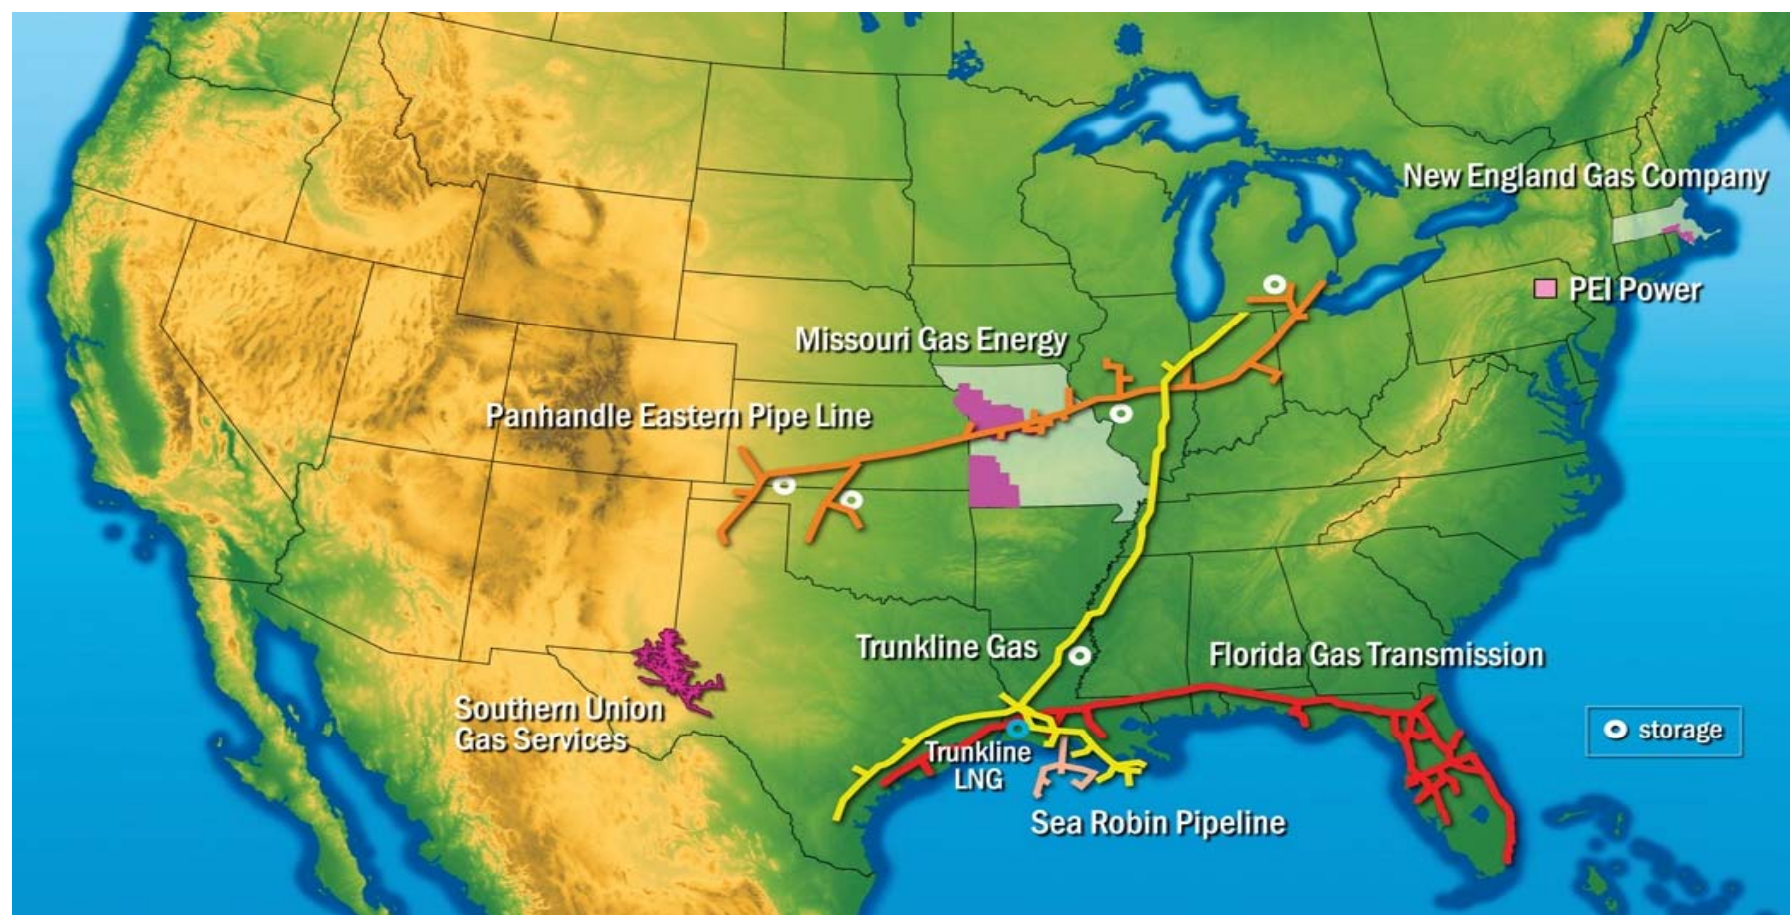 New England Gas Company
PEI Power
Missouri Gas Energy
Panhandle Eastern Pipe Line
Trunkline Gas
Florida Gas Transmission
Southern Union
Gas Services
storage
Trunkline
LNG
Sea Robin Pipeline